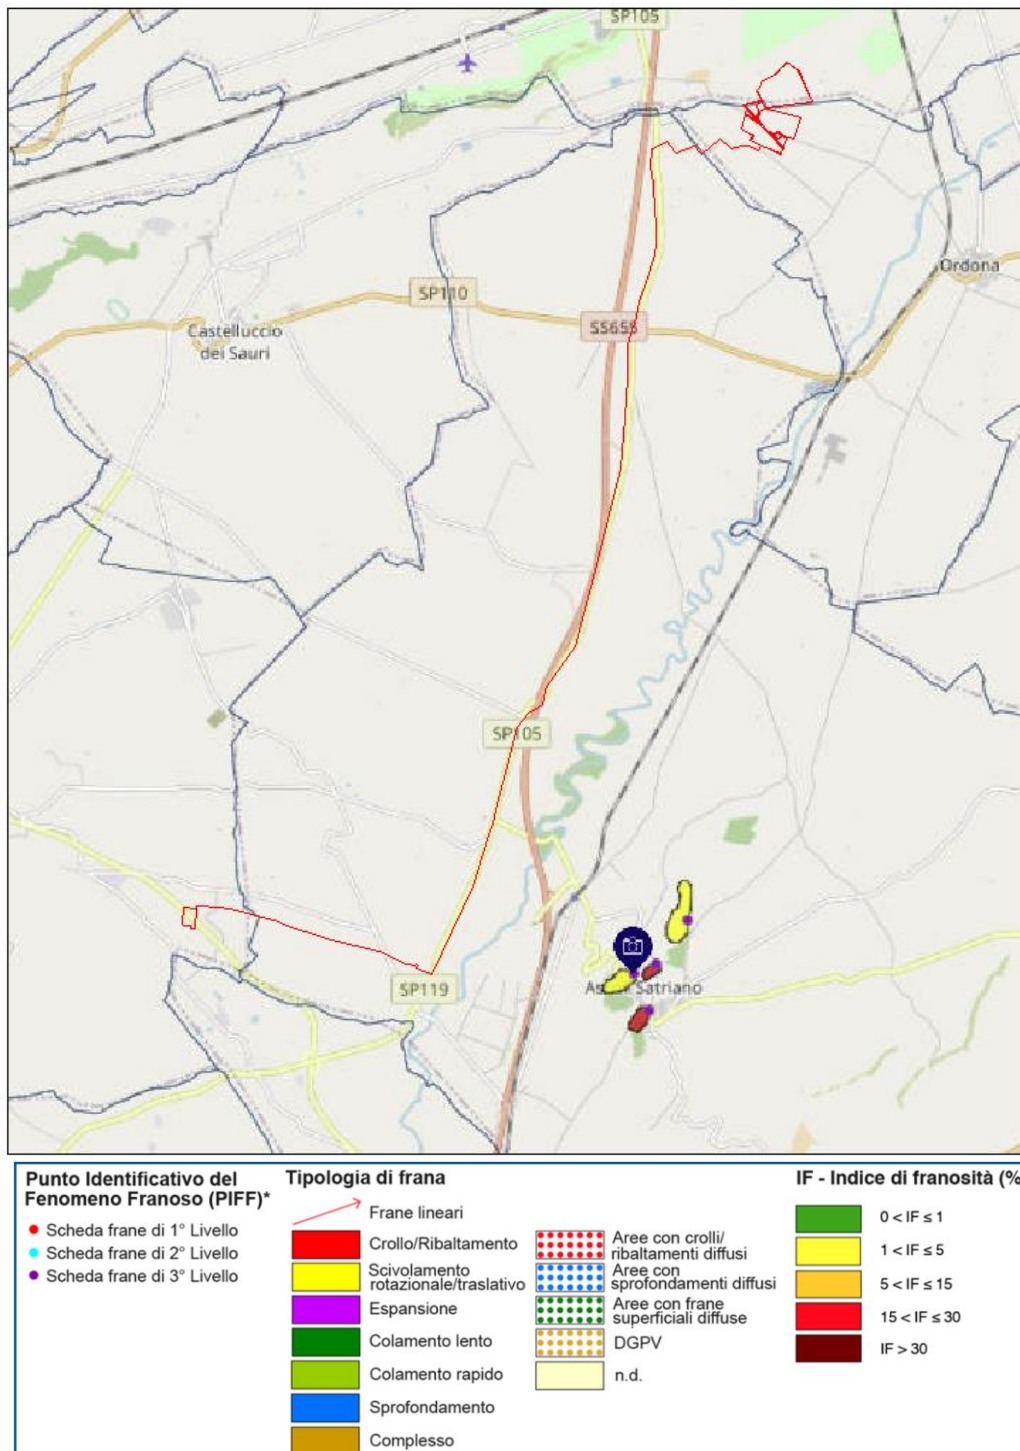 SP105
Ordona
SP110
SS655
Castelluccio
dei Sauri
SP105
Satriano
SP119
Punto Identificativo del
Fenomeno Franoso (PIFF)*
Scheda frane di 1° Livello
Scheda frane di 2° Livello
Scheda frane di 3° Livello
Tipologia di frana
Frane lineari
Crollo/Ribaltamento
Scivolamento
rotazionale/traslativo
Espansione
Colamento lento
Colamento rapido
Sprofondamento
Complesso
Aree con crolli/
ribaltamenti diffusi
Aree con
sprofondamenti diffusi
Aree con frane
superficiali diffuse
DGPV
n.d.
IF - Indice di franosità (%
0 < IF ≤ 1
1 < IF ≤ 5
5 < IF ≤ 15
15 < IF ≤ 30
IF > 30